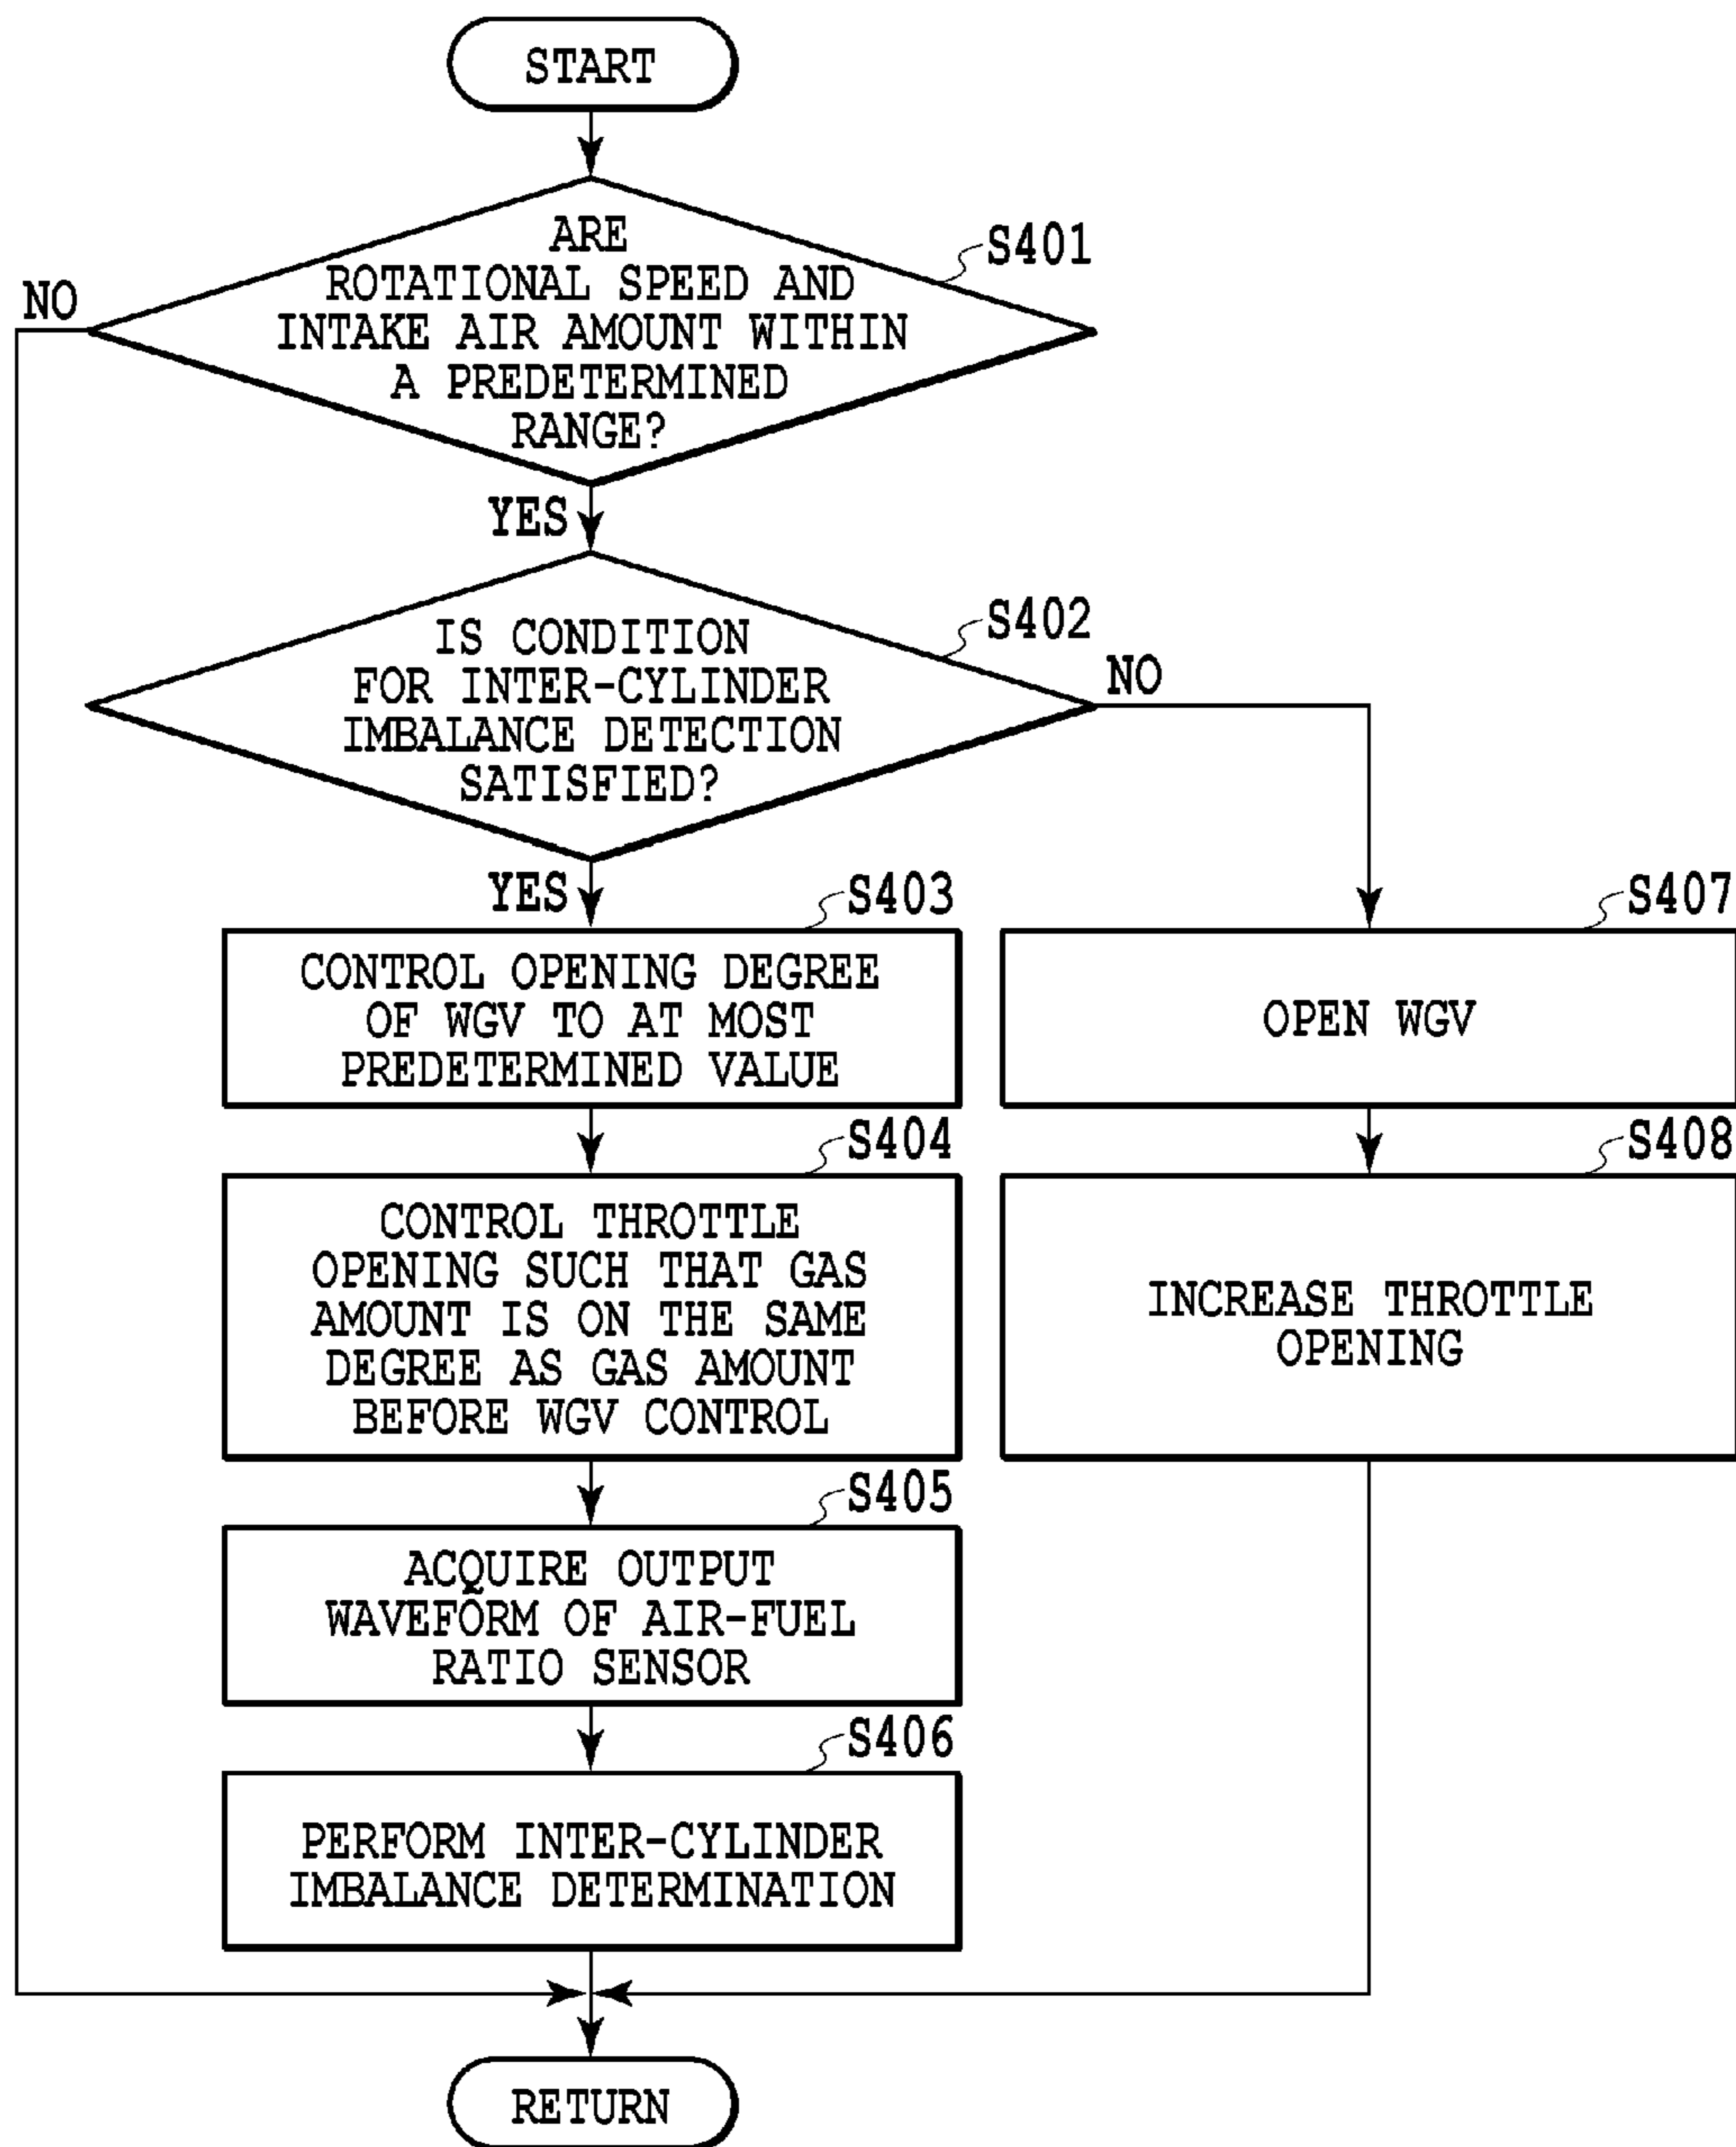 START
ARE
ROTATIONAL SPEED AND
INTAKE AIR AMOUNT WITHIN
A PREDETERMINED
RANGE?
S401
NO
YES
IS CONDITION
FOR INTER-CYLINDER
IMBALANCE DETECTION
SATISFIED?
S402
NO
YES
S403
CONTROL OPENING DEGREE
OF WGV TO AT MOST
PREDETERMINED VALUE
S407
OPEN WGV
S404
CONTROL THROTTLE
OPENING SUCH THAT GAS
AMOUNT IS ON THE SAME
DEGREE AS GAS AMOUNT
BEFORE WGV CONTROL
S408
INCREASE THROTTLE
OPENING
S405
ACQUIRE OUTPUT
WAVEFORM OF AIR-FUEL
RATIO SENSOR
S406
PERFORM INTER-CYLINDER
IMBALANCE DETERMINATION
RETURN